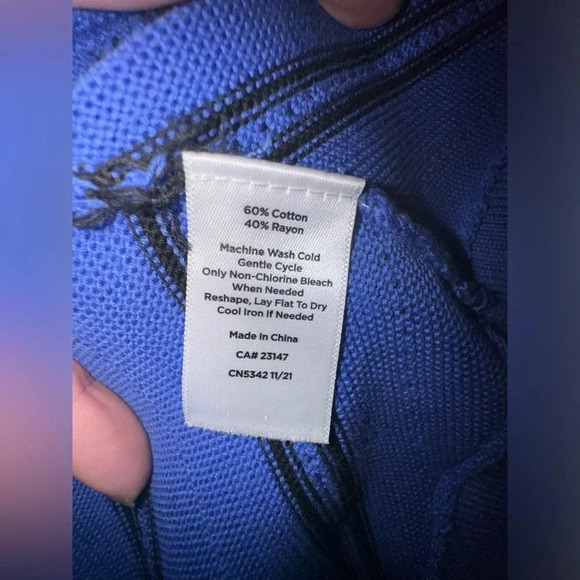 60% Cotton
40% Rayon
Machine Wash Cold
Gentle Cycle
Only Non-Chlorine Bleach
When Needed
Reshape, Lay Flat To Dry
Cool Iron If Needed
Made in China
CA# 23147
CN5342 11/21